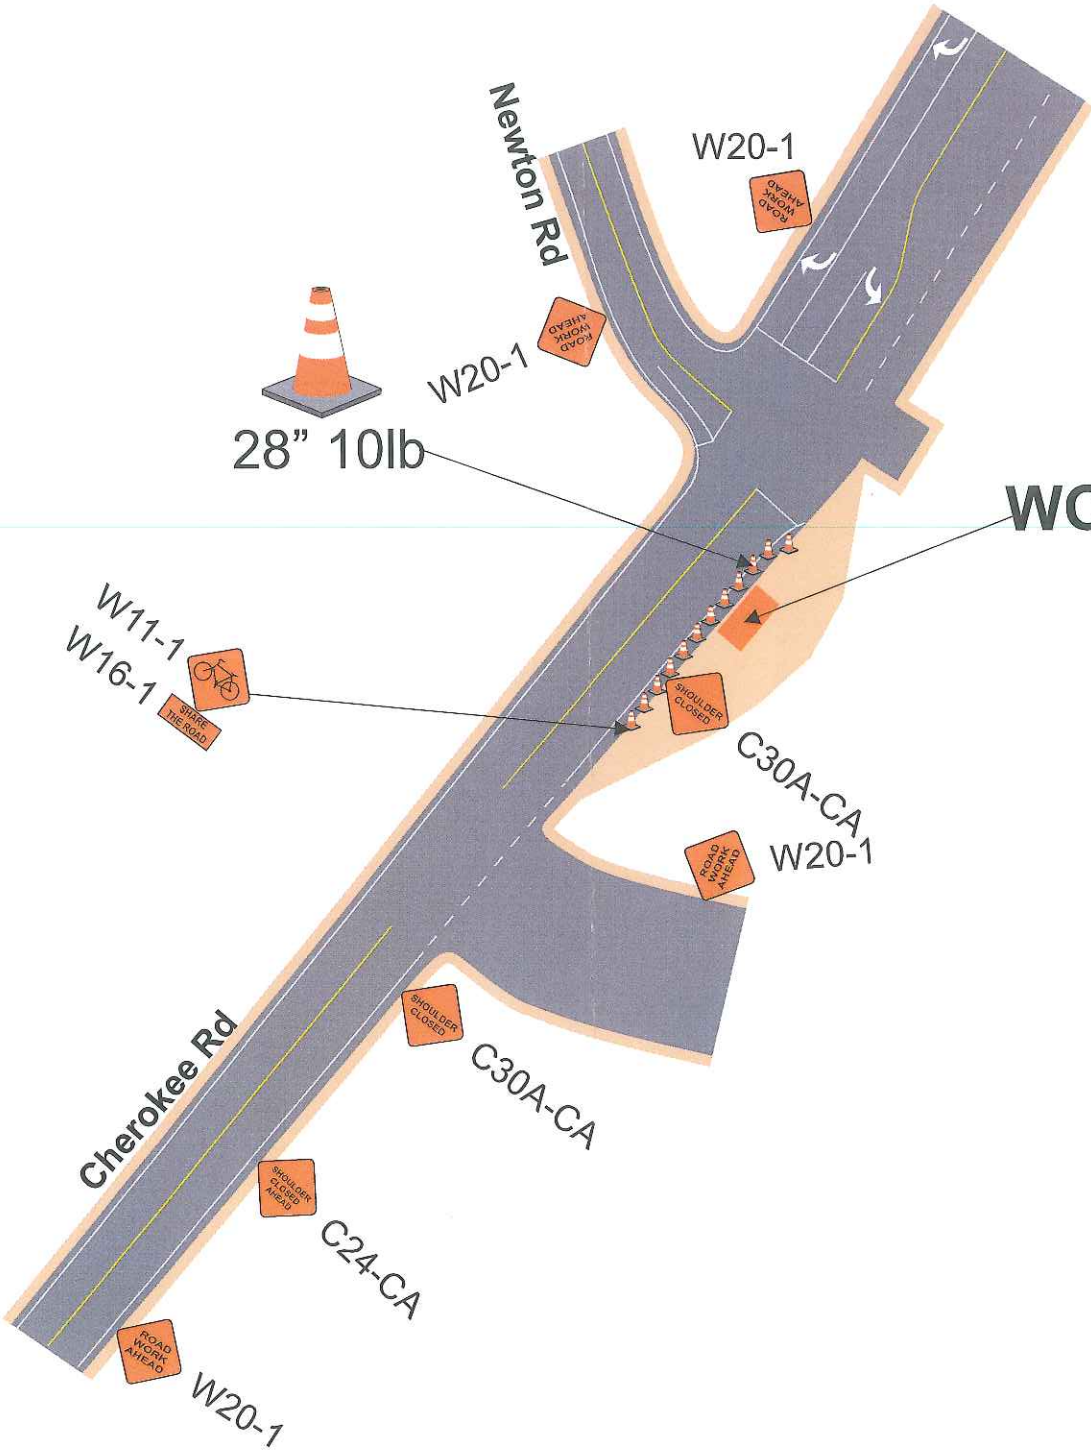 Newton Rd
W20-1
ROAD
WORK
AHEAD
ROAD
WORK
AHEAD
W20-1
28” 10lb
WO
W11-1
W16-1
SHARE
THE ROAD
SHOULDER
CLOSED
C30A-CA
ROAD
WORK
AHEAD
W20-1
SHOULDER
CLOSED
C30A-CA
Cherokee Rd
SHOULDER
CLOSED
AHEAD
C24-CA
ROAD
WORK
AHEAD
W20-1